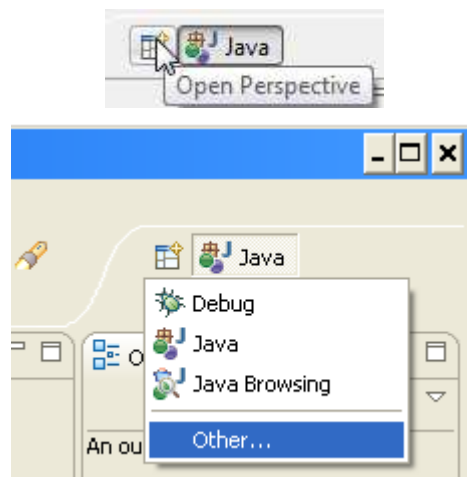 Java
Open Perspective
Java
Debug
Java
Java Browsing
Other...
An ou